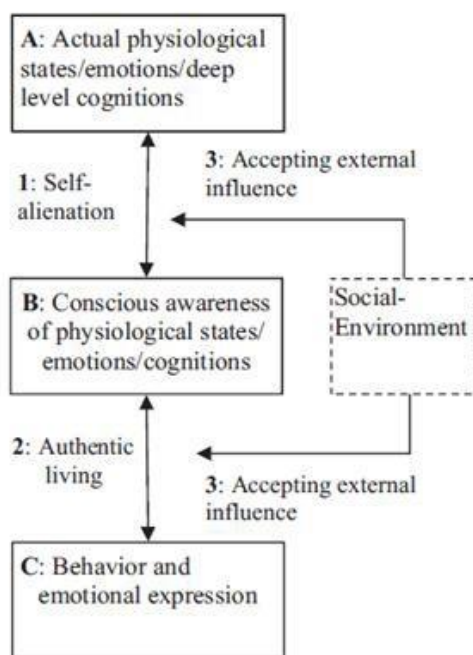 A: Actual physiological
states/emotions/deep
level cognitions
3: Accepting external
influence
1: Self-
alienation
B: Conscious awareness
of physiological states/
emotions/cognitions
Social-
Environment
2: Authentic
living
3: Accepting external
influence
C: Behavior and
emotional expression